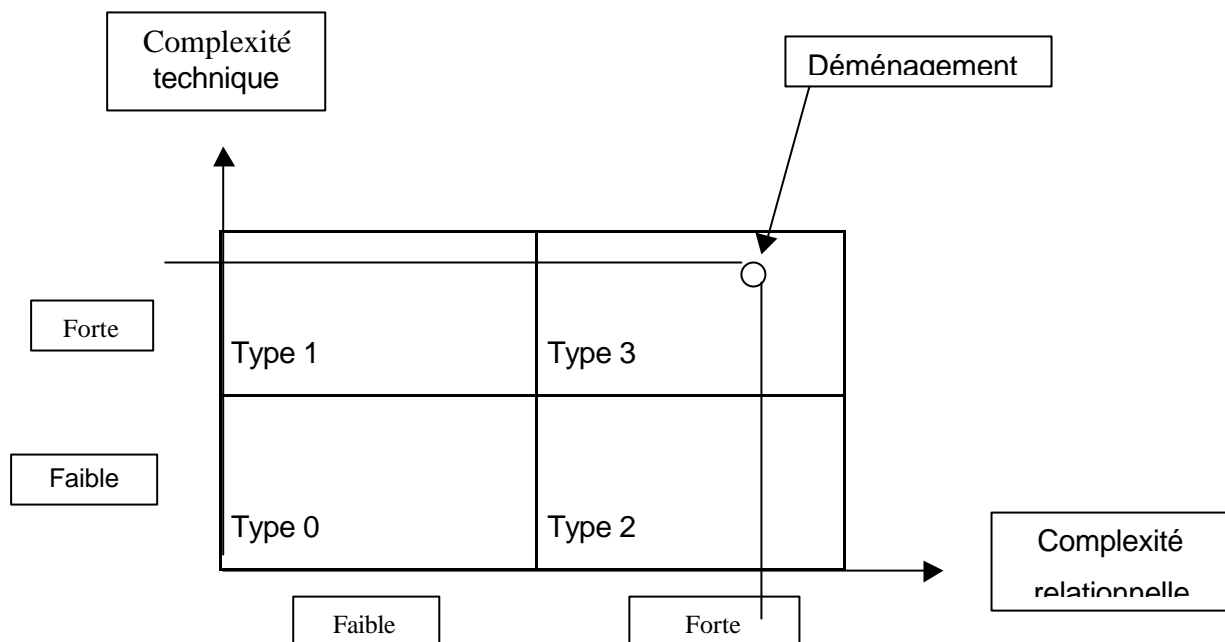 Complexité
technique
Déménagement
Forte
Type 1
Type 3
Faible
Type 0
Type 2
Complexité
relationnelle
Faible
Forte